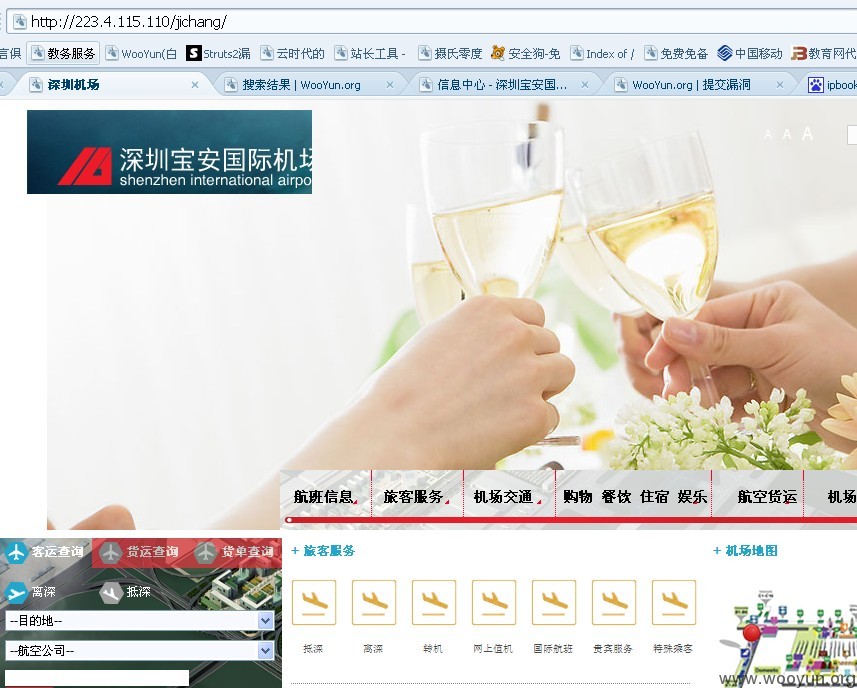 http://223.4.115.110/jichang/
言俱 教务服务 WooYun(白 Struts2漏 云时代的 站长工具 - 摄氏零度 安全狗-免 Index of / 免费免备 中国移动 教育网代
深圳机场 搜索结果 | WooYun.org 信息中心 - 深圳宝安国... WooYun.org | 提交漏洞 ipbook
深圳宝安国际机场
shenzhen international airpo
A A A
航班信息 旅客服务 机场交通 购物 餐饮 住宿 娱乐 航空货运 机场
客运查询 货运查询 货单查询
+ 旅客服务
+ 机场地图
离深 抵深
--目的地--
--航空公司--
抵深 离深 转机 网上值机 国际航班 贵宾服务 特殊乘客
Domestic
www.wooyun.org